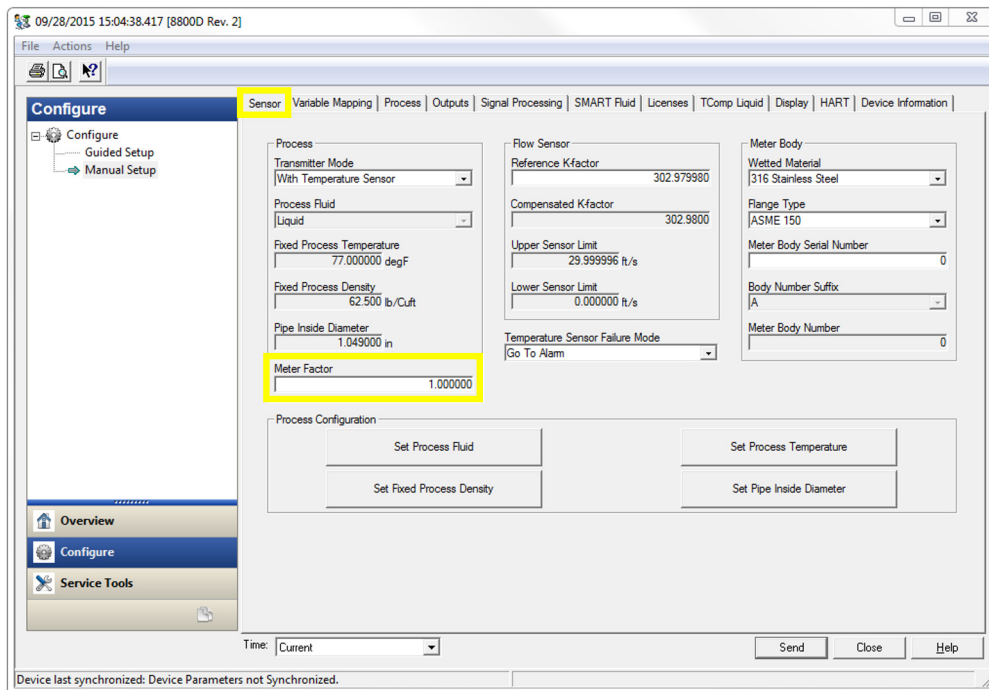 09/28/2015 15:04:38.417 [8800D Rev. 2]
File Actions Help
Configure
Configure
Guided Setup
Manual Setup
Overview
Configure
Service Tools
Sensor Variable Mapping Process Outputs Signal Processing SMART Fluid Licenses TComp Liquid Display HART Device Information
Process
Transmitter Mode
With Temperature Sensor
Process Fluid
Liquid
Fixed Process Temperature
77.000000 degF
Fixed Process Density
62.500 lb/Cuft
Pipe Inside Diameter
1.049000 in
Meter Factor
1.000000
Flow Sensor
Reference K-factor
302.979980
Compensated K-factor
302.9800
Upper Sensor Limit
29.999996 ft/s
Lower Sensor Limit
0.000000 ft/s
Temperature Sensor Failure Mode
Go To Alarm
Meter Body
Wetted Material
316 Stainless Steel
Flange Type
ASME 150
Meter Body Serial Number
0
Body Number Suffix
A
Meter Body Number
0
Process Configuration
Set Process Fluid
Set Process Temperature
Set Fixed Process Density
Set Pipe Inside Diameter
Time: Current
Send Close Help
Device last synchronized: Device Parameters not Synchronized.